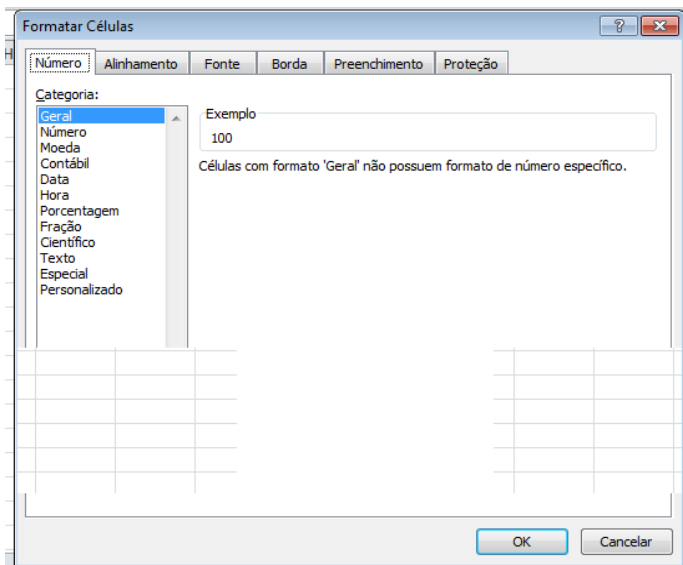 Formatar Células
H
Número Alinhamento Fonte Borda Preenchimento Proteção
Categoria:
Geral
Número
Moeda
Contábil
Data
Hora
Porcentagem
Fração
Científico
Texto
Especial
Personalizado
Exemplo
100
Células com formato 'Geral' não possuem formato de número específico.
OK Cancelar